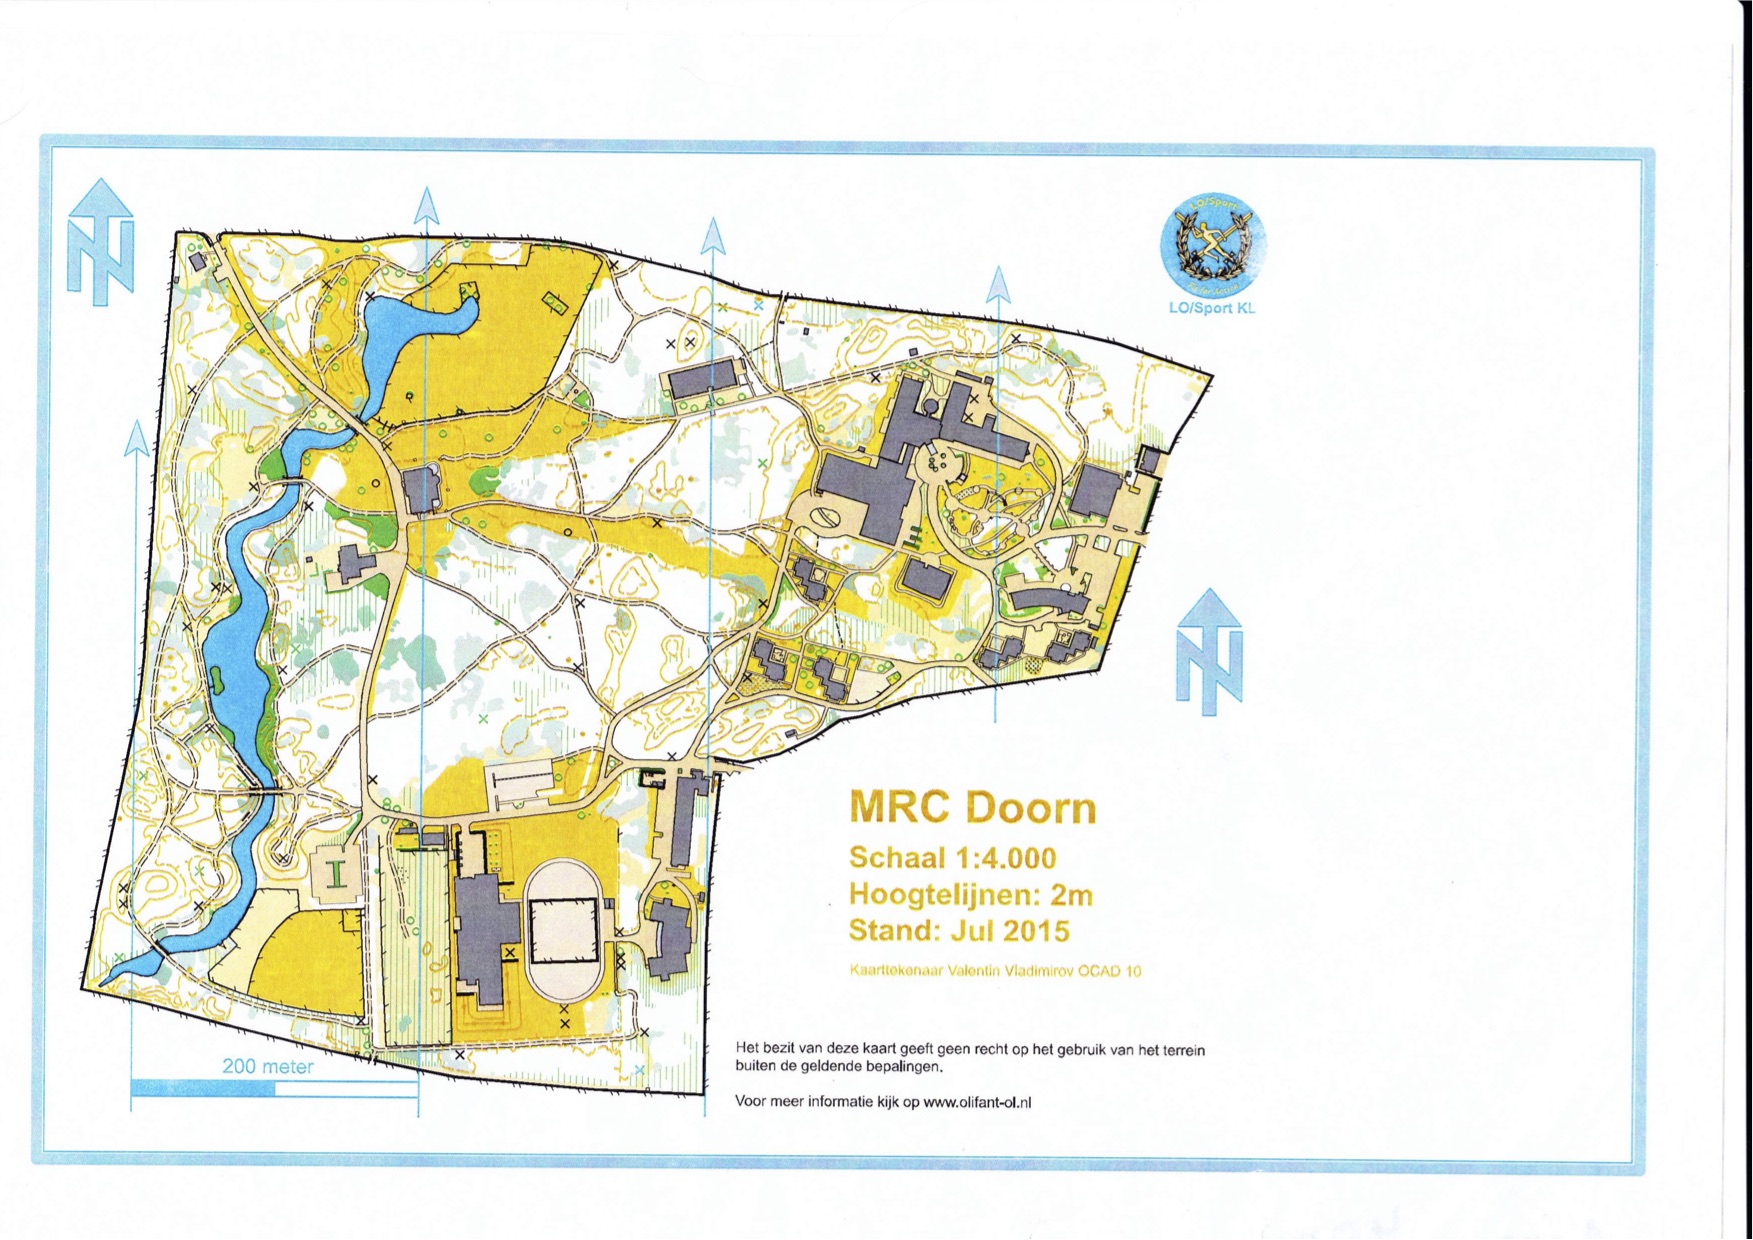 LO/Sport
LO/Sport KL
MRC Doorn
Schaal 1:4.000
Hoogtelijnen: 2m
Stand: Jul 2015
Kaarttekenaar Valentin Vladimirov OCAD 10
Het bezit van deze kaart geeft geen recht op het gebruik van het terrein
buiten de geldende bepalingen.
Voor meer informatie kijk op www.olifant-ol.nl
200 meter